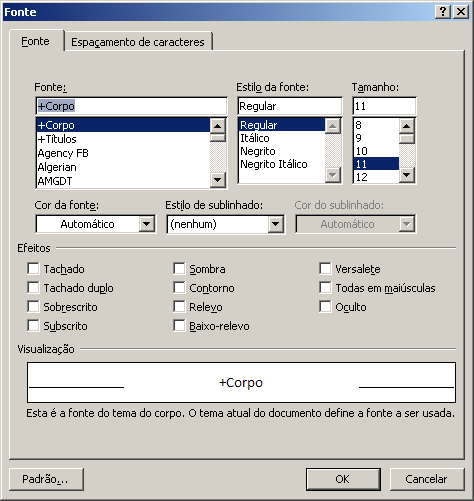 Fonte
Fonte Espaçamento de caracteres
Fonte: Estilo da fonte: Tamanho:
+Corpo Regular 11
+Corpo Regular 8
+Títulos Itálico 9
Agency FB Negrito 10
Algerian Negrito Itálico 11
AMGDT 12
Cor da fonte: Estilo de sublinhado: Cor do sublinhado:
Automático (nenhum) Automático
Efeitos
Tachado Sombra Versalete
Tachado duplo Contorno Todas em maiúsculas
Sobrescrito Relevo Oculto
Subscrito Baixo-relevo
Visualização
+Corpo
Esta é a fonte do tema do corpo. O tema atual do documento define a fonte a ser usada.
Padrão... OK Cancelar